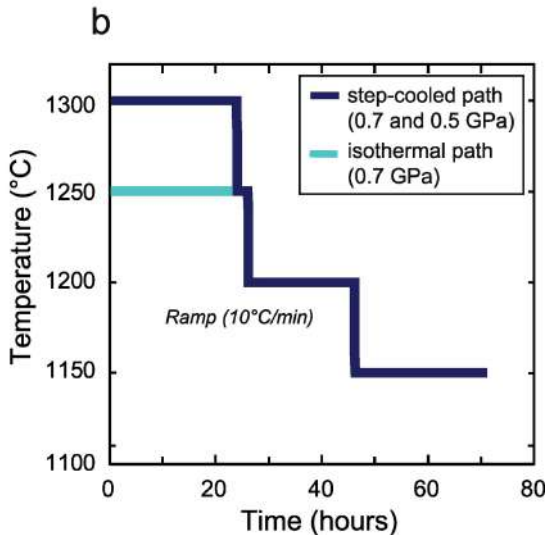 b
step-cooled path
(0.7 and 0.5 GPa)
isothermal path
(0.7 GPa)
Temperature (°C)
1300
1250
1200
1150
1100
Ramp (10°C/min)
0
20
40
60
80
Time (hours)